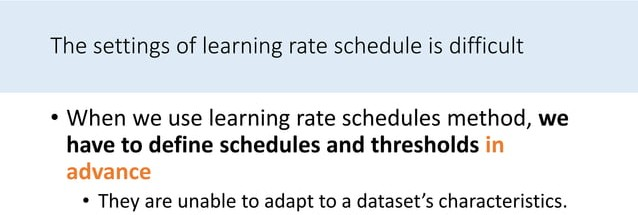 The settings of learning rate schedule is difficult
• When we use learning rate schedules method, we
have to define schedules and thresholds in
advance
• They are unable to adapt to a dataset’s characteristics.